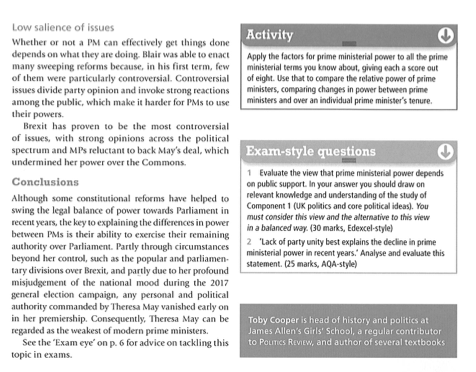 Low salience of issues
Whether or not a PM can effectively get things done
depends on what they are doing. Blair was able to enact
many sweeping reforms because, in his first term, few
of them were particularly controversial. Controversial
issues divide party opinion and invoke strong reactions
among the public, which make it harder for PMs to use
their powers.
Brexit has proven to be the most controversial
of issues, with strong opinions across the political
spectrum and MPs reluctant to back May's deal, which
undermined her power over the Commons.
Conclusions
Although some constitutional reforms have helped to
swing the legal balance of power towards Parliament in
recent years, the key to explaining the differences in power
between PMs is their ability to exercise their remaining
authority over Parliament. Partly through circumstances
beyond her control, such as the popular and parliamen-
tary divisions over Brexit, and partly due to her profound
misjudgement of the national mood during the 2017
general election campaign, any personal and political
authority commanded by Theresa May vanished early on
in her premiership. Consequently, Theresa May can be
regarded as the weakest of modern prime ministers.
See the 'Exam eye' on p. 6 for advice on tackling this
topic in exams.
Activity
Apply the factors for prime ministerial power to all the prime
ministerial terms you know about, giving each a score out
of eight. Use that to compare the relative power of prime
ministers, comparing changes in power between prime
ministers and over an individual prime minister's tenure.
Exam-style questions
1 Evaluate the view that prime ministerial power depends
on public support. In your answer you should draw on
relevant knowledge and understanding of the study of
Component 1 (UK politics and core political ideas). You
must consider this view and the alternative to this view
in a balanced way. (30 marks, Edexcel-style)
2 'Lack of party unity best explains the decline in prime
ministerial power in recent years.' Analyse and evaluate this
statement. (25 marks, AQA-style)
Toby Cooper is head of history and politics at
James Allen's Girls' School, a regular contributor
to POLITICS REVIEW, and author of several textbooks